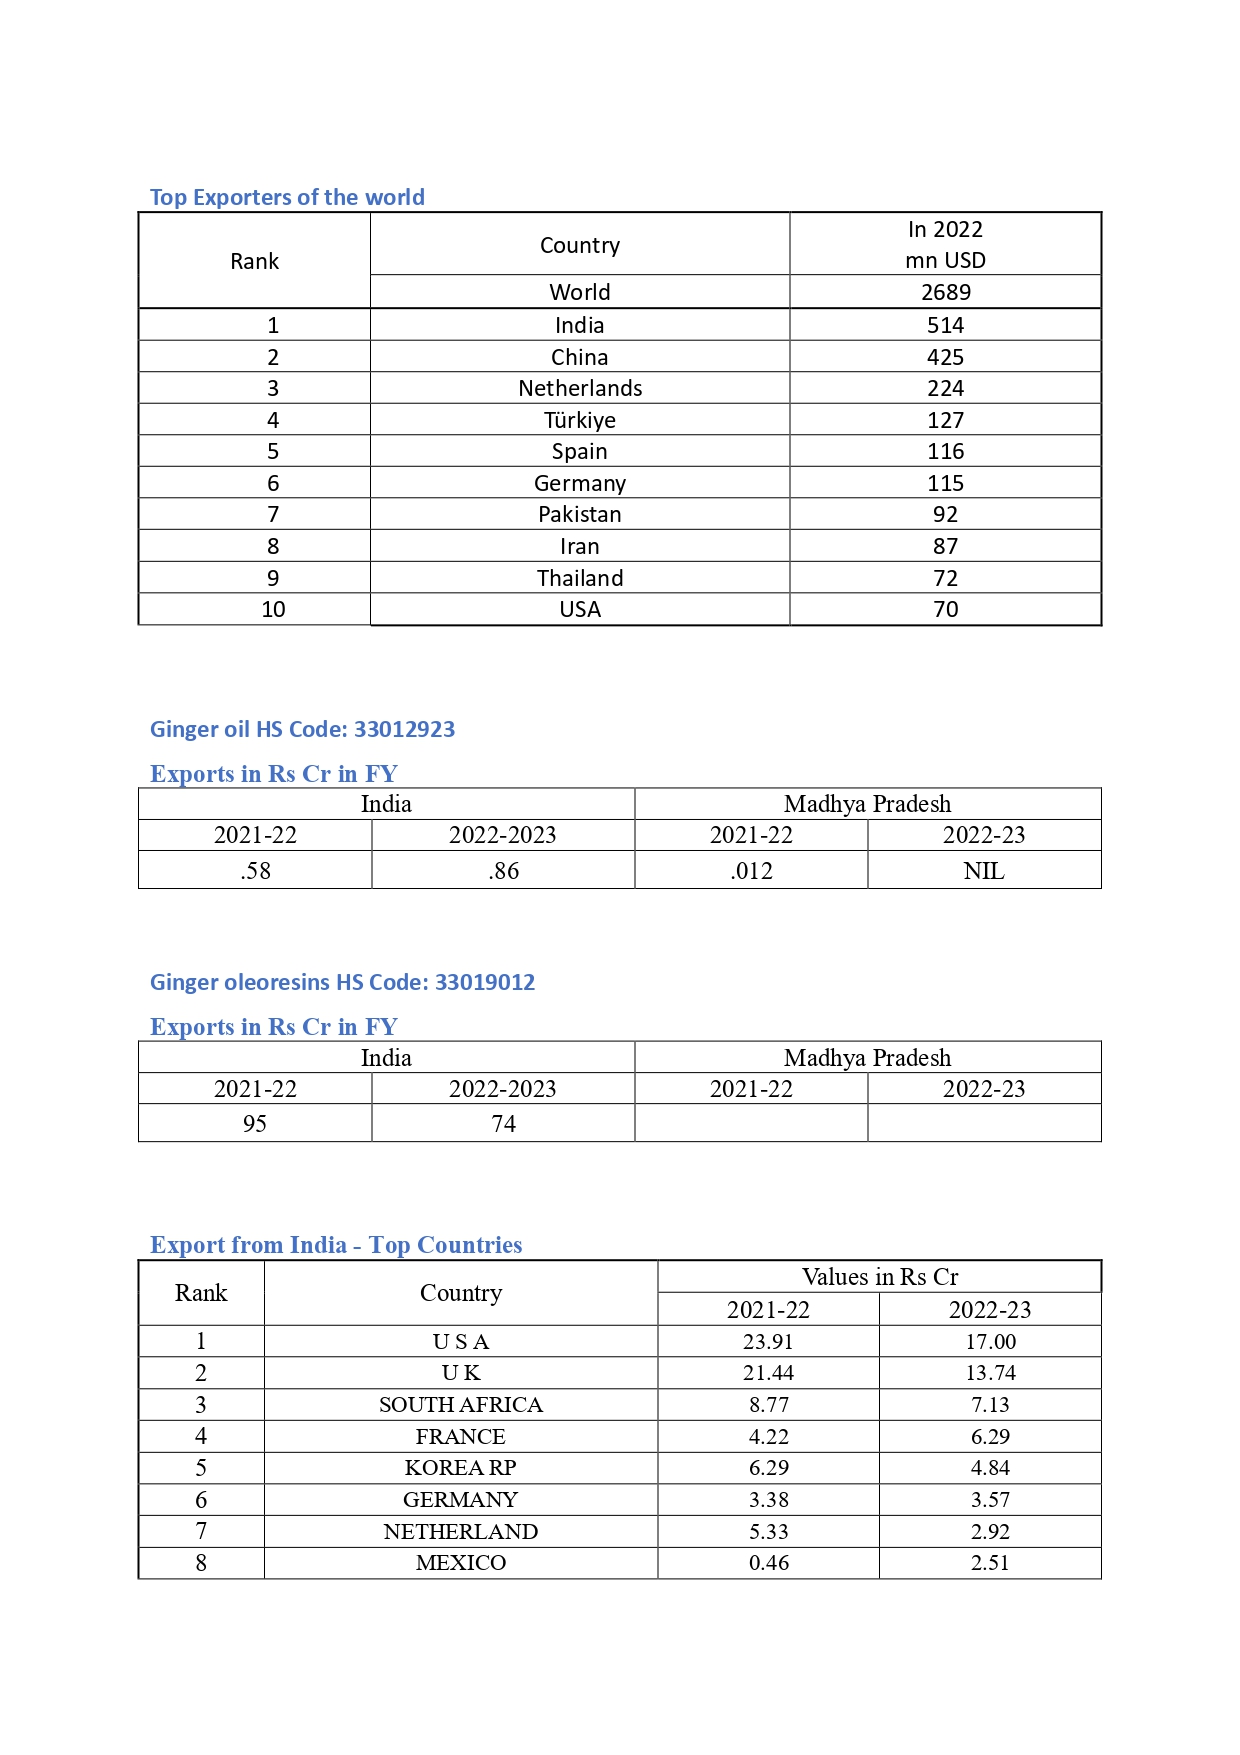 Top Exporters of the world
Rank Country In 2022
mn USD
World 2689
1 India 514
2 China 425
3 Netherlands 224
4 Türkiye 127
5 Spain 116
6 Germany 115
7 Pakistan 92
8 Iran 87
9 Thailand 72
10 USA 70
Ginger oil HS Code: 33012923
Exports in Rs Cr in FY
India Madhya Pradesh
2021-22 2022-2023 2021-22 2022-23
.58 .86 .012 NIL
Ginger oleoresins HS Code: 33019012
Exports in Rs Cr in FY
India Madhya Pradesh
2021-22 2022-2023 2021-22 2022-23
95 74
Export from India - Top Countries
Rank Country Values in Rs Cr
2021-22 2022-23
1 U S A 23.91 17.00
2 U K 21.44 13.74
3 SOUTH AFRICA 8.77 7.13
4 FRANCE 4.22 6.29
5 KOREA RP 6.29 4.84
6 GERMANY 3.38 3.57
7 NETHERLAND 5.33 2.92
8 MEXICO 0.46 2.51